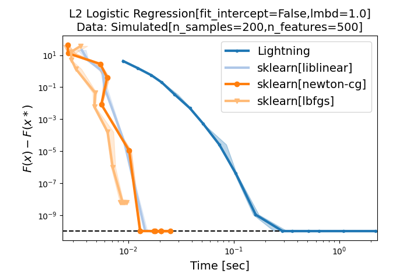 L2 Logistic Regression[fit_intercept=False,lmbd=1.0]
Data: Simulated[n_samples=200,n_features=500]
Lightning
sklearn[liblinear]
sklearn[newton-cg]
sklearn[lbfgs]
F(x) − F(x*)
10¹
10⁻¹
10⁻³
10⁻⁵
10⁻⁷
10⁻⁹
10⁻²
10⁻¹
10⁰
Time [sec]